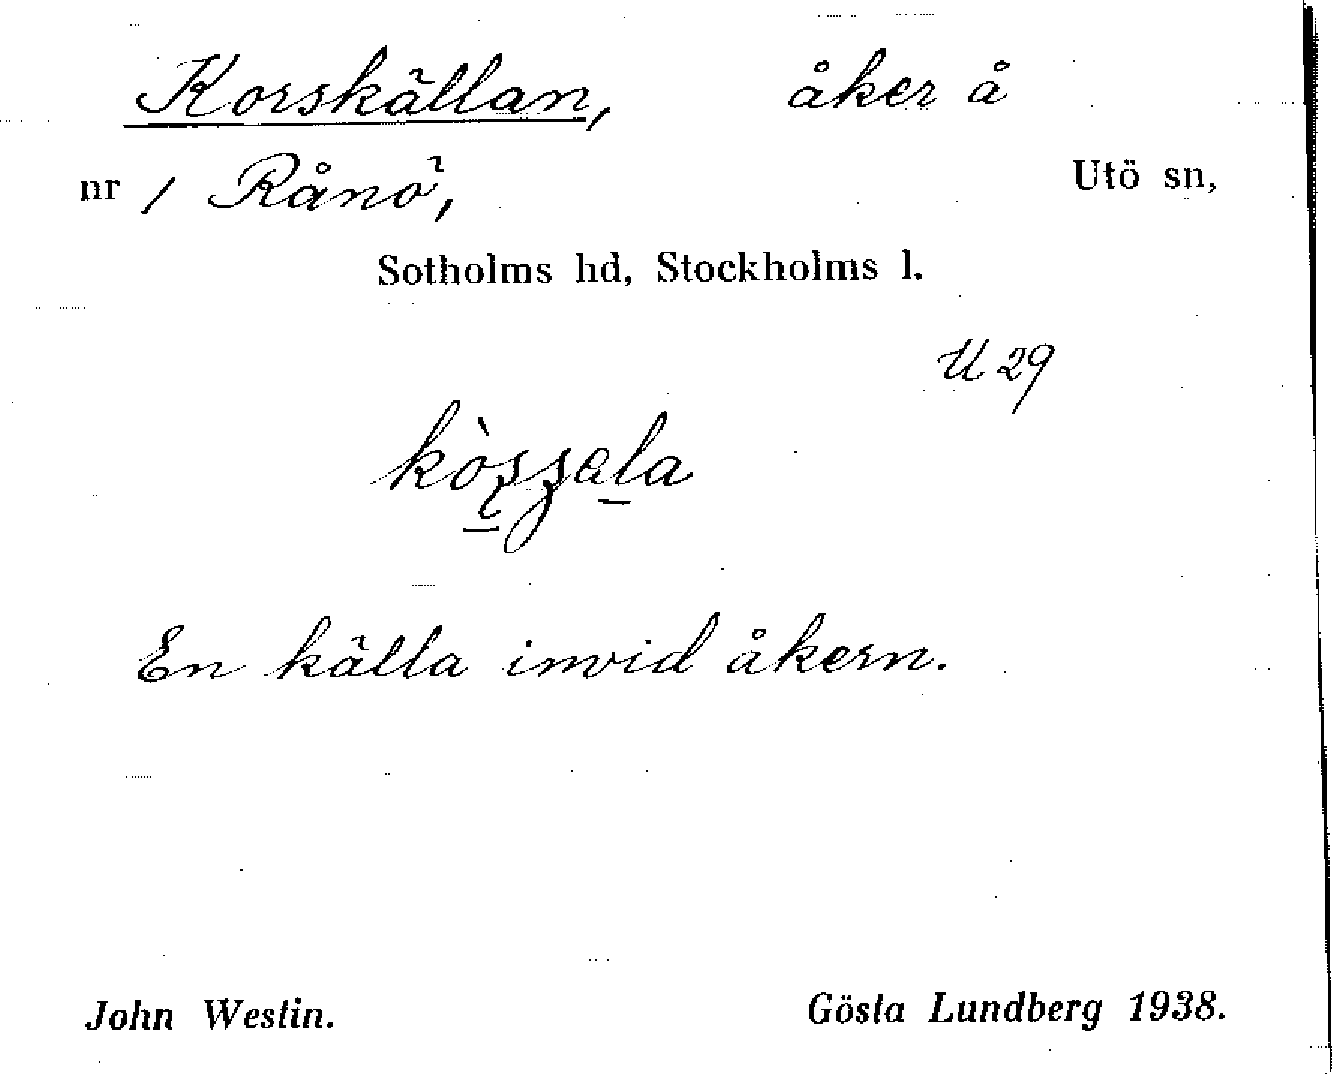 Korskällan, åker å
nr 1 Rånö, Utö sn,
Sotholms hd, Stockholms l.
U 29
En källa invid åkern.
John Westin. Gösta Lundberg 1938.